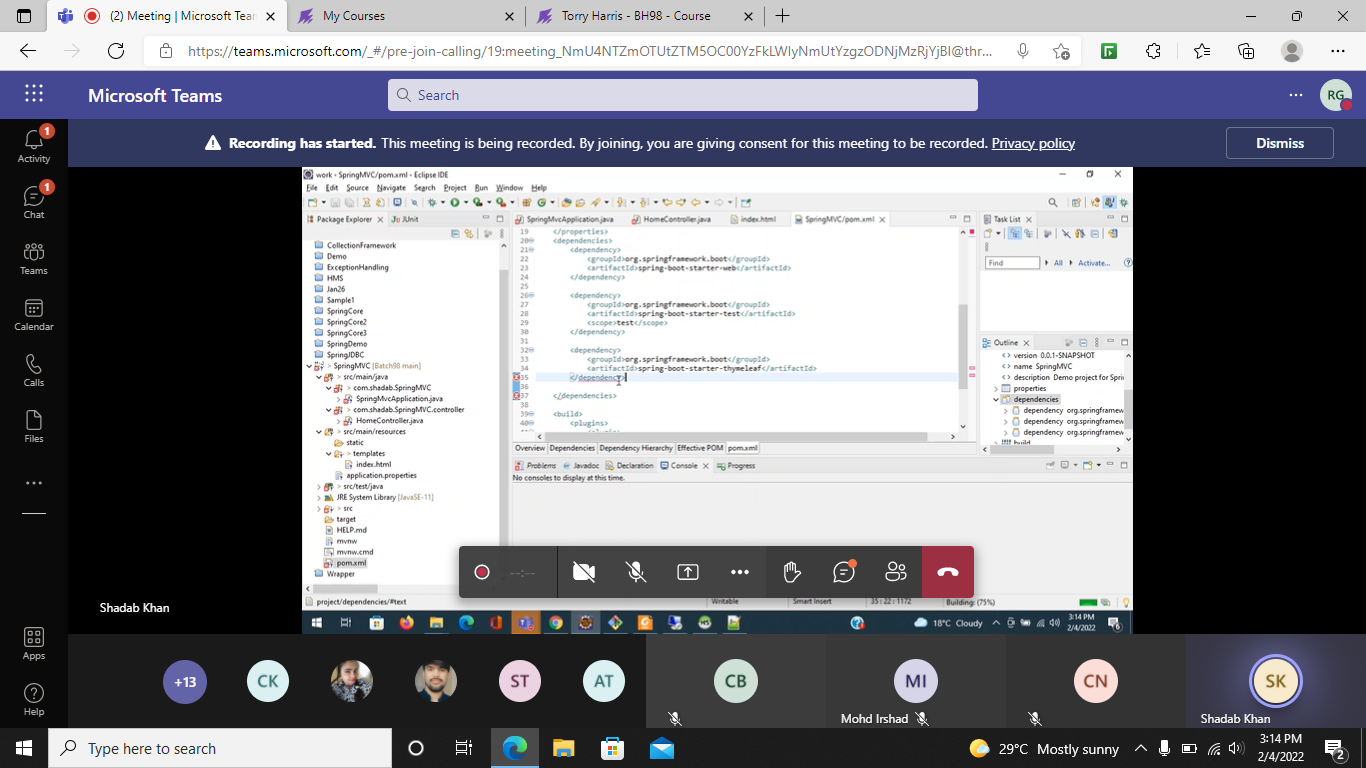 (2) Meeting | Microsoft Tear
My Courses
Torry Harris - BH98 - Course
https://teams.microsoft.com/_#/pre-join-calling/19:meeting_NmU4NTZmOTUtZTM5OC00YzFkLWIyNmUtYzgzODNjMzRjYjBl@thr...
Microsoft Teams
Search
RG
Recording has started. This meeting is being recorded. By joining, you are giving consent for this meeting to be recorded. Privacy policy
Dismiss
1
Activity
1
Chat
Teams
Calendar
Calls
Files
Apps
Help
work - SpringMVC/pom.xml - Eclipse IDE
File Edit Source Navigate Search Project Run Window Help
Package Explorer
JUnit
CollectionFramework
Demo
ExceptionHandling
HMS
Jan26
Sample1
SpringCore
SpringCore2
SpringCore3
SpringDemo
SpringJDBC
> SpringMVC [Batch98 main]
> src/main/java
> com.shadab.SpringMVC
> SpringMvcApplication.java
> com.shadab.SpringMVC.controller
> HomeController.java
> src/main/resources
static
> templates
index.html
application.properties
> src/test/java
JRE System Library [JavaSE-11]
> src
target
HELP.md
mvnw
mvnw.cmd
pom.xml
Wrapper
SpringMvcApplication.java
HomeController.java
index.html
SpringMVC/pom.xml
19 </properties>
20 <dependencies>
21 <dependency>
22 <groupId>org.springframework.boot</groupId>
23 <artifactId>spring-boot-starter-web</artifactId>
24 </dependency>
25
26 <dependency>
27 <groupId>org.springframework.boot</groupId>
28 <artifactId>spring-boot-starter-test</artifactId>
29 <scope>test</scope>
30 </dependency>
31
32 <dependency>
33 <groupId>org.springframework.boot</groupId>
34 <artifactId>spring-boot-starter-thymeleaf</artifactId>
35 </dependency>
36
37 </dependencies>
38
39 <build>
40 <plugins>
Overview Dependencies Dependency Hierarchy Effective POM pom.xml
Problems Javadoc Declaration Console Progress
No consoles to display at this time.
Task List
Find
All
Activate...
Outline
version 0.0.1-SNAPSHOT
name SpringMVC
description Demo project for Spri
properties
dependencies
dependency org.springframew
dependency org.springframew
dependency org.springframew
build
--:--
project/dependencies/#text
Writable
Smart Insert
35 : 22 : 1172
Building: (75%)
18°C Cloudy
3:14 PM
2/4/2022
6
Shadab Khan
+13
CK
ST
AT
CB
MI
Mohd Irshad
CN
SK
Shadab Khan
Type here to search
29°C Mostly sunny
3:14 PM
2/4/2022
2